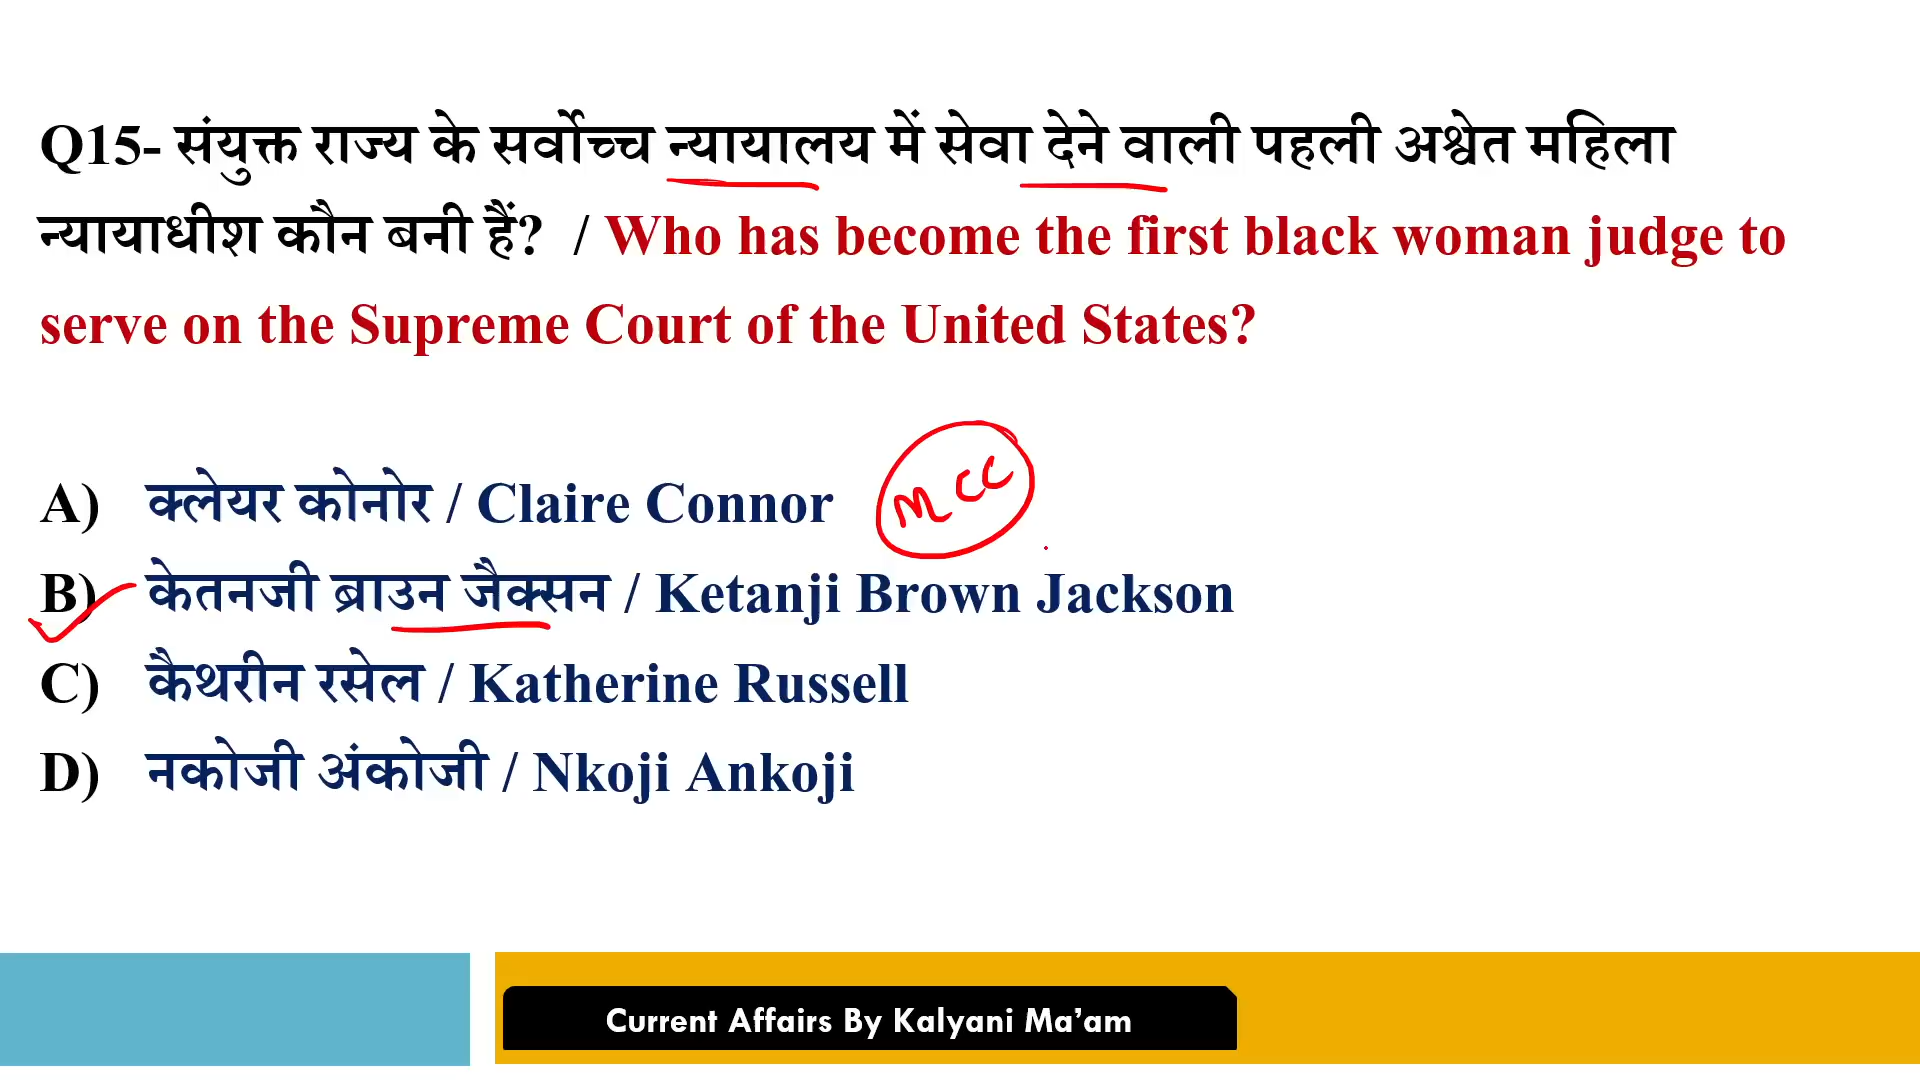 Q15- संयुक्त राज्य के सर्वोच्च न्यायालय में सेवा देने वाली पहली अश्वेत महिला
न्यायाधीश कौन बनी हैं? / Who has become the first black woman judge to
serve on the Supreme Court of the United States?
A) क्लेयर कोनोर / Claire Connor
MCC
B) केतनजी ब्राउन जैक्सन / Ketanji Brown Jackson
C) कैथरीन रसेल / Katherine Russell
D) नकोजी अंकोजी / Nkoji Ankoji
Current Affairs By Kalyani Ma’am